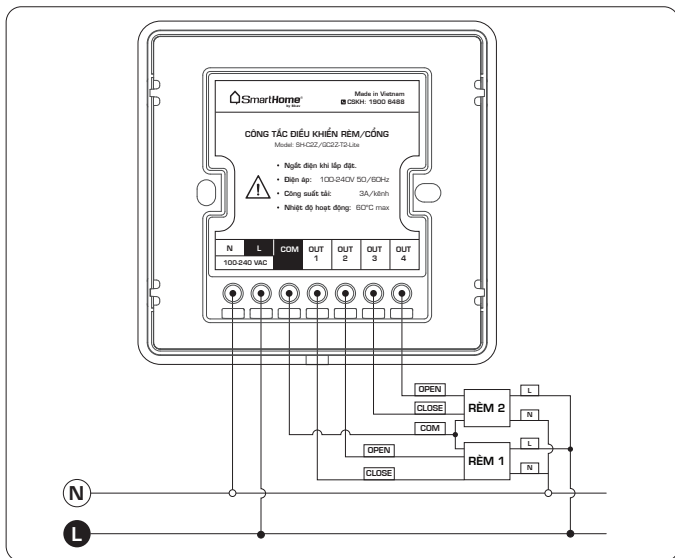 SmartHome®
by Bkav
Made in Vietnam
CSKH: 1900 6488
CÔNG TẮC ĐIỀU KHIỂN RÈM/CỔNG
Model: SH-C2Z/GC2Z-T2-Lite
• Ngắt điện khi lắp đặt.
• Điện áp: 100-240V 50/60Hz
• Công suất tải: 3A/kênh
• Nhiệt độ hoạt động: 60°C max
N L COM OUT 1 OUT 2 OUT 3 OUT 4
100-240 VAC
OPEN
CLOSE
COM
RÈM 2
L
N
OPEN
CLOSE
RÈM 1
L
N
N
L